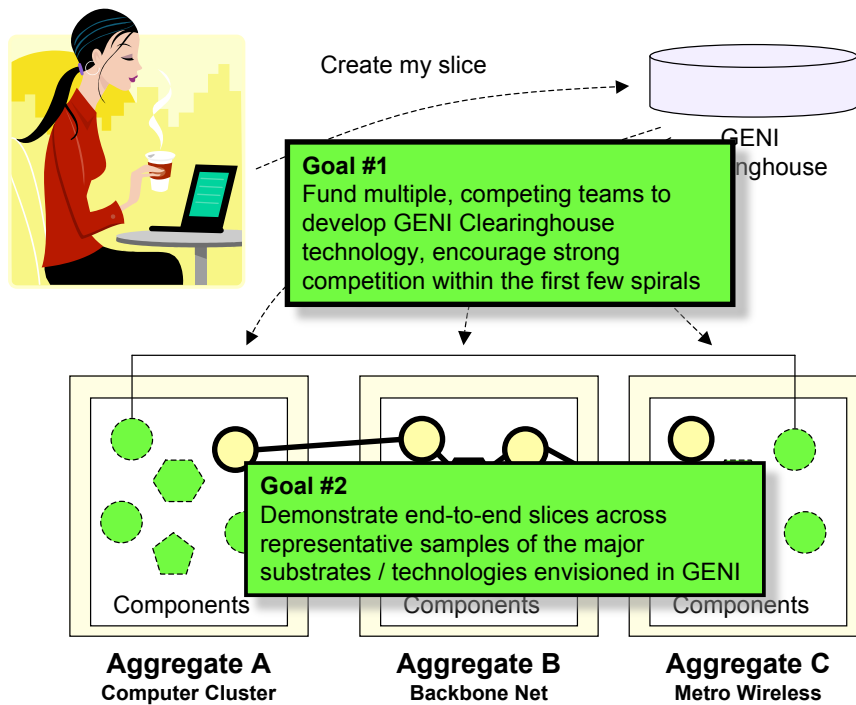 Create my slice
GENI
inghouse
Goal #1
Fund multiple, competing teams to
develop GENI Clearinghouse
technology, encourage strong
competition within the first few spirals
Goal #2
Demonstrate end-to-end slices across
representative samples of the major
substrates / technologies envisioned in GENI
Components
Components
Components
Aggregate A
Computer Cluster
Aggregate B
Backbone Net
Aggregate C
Metro Wireless